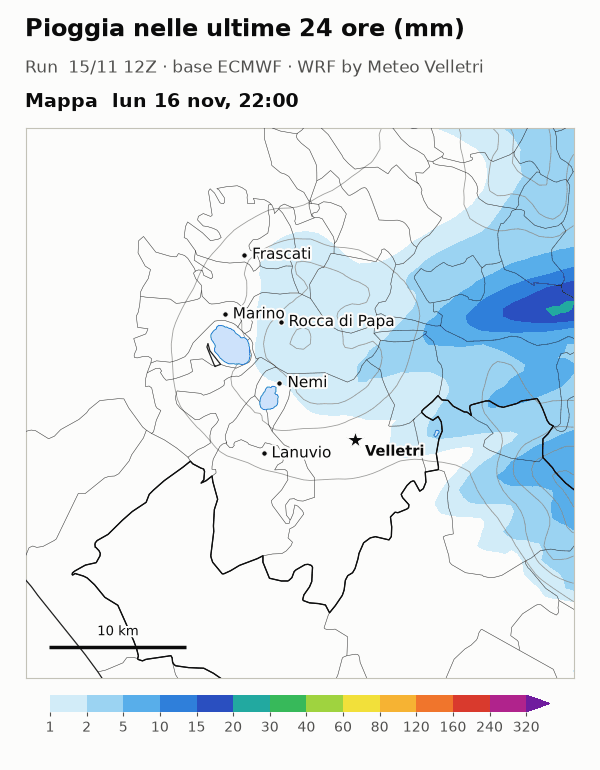 Pioggia nelle ultime 24 ore (mm)
Run  15/11 12Z · base ECMWF · WRF by Meteo Velletri
Mappa  lun 16 nov, 22:00
Frascati
Marino
Rocca di Papa
Nemi
Velletri
Lanuvio
10 km
1 2 5 10 15 20 30 40 60 80 120 160 240 320